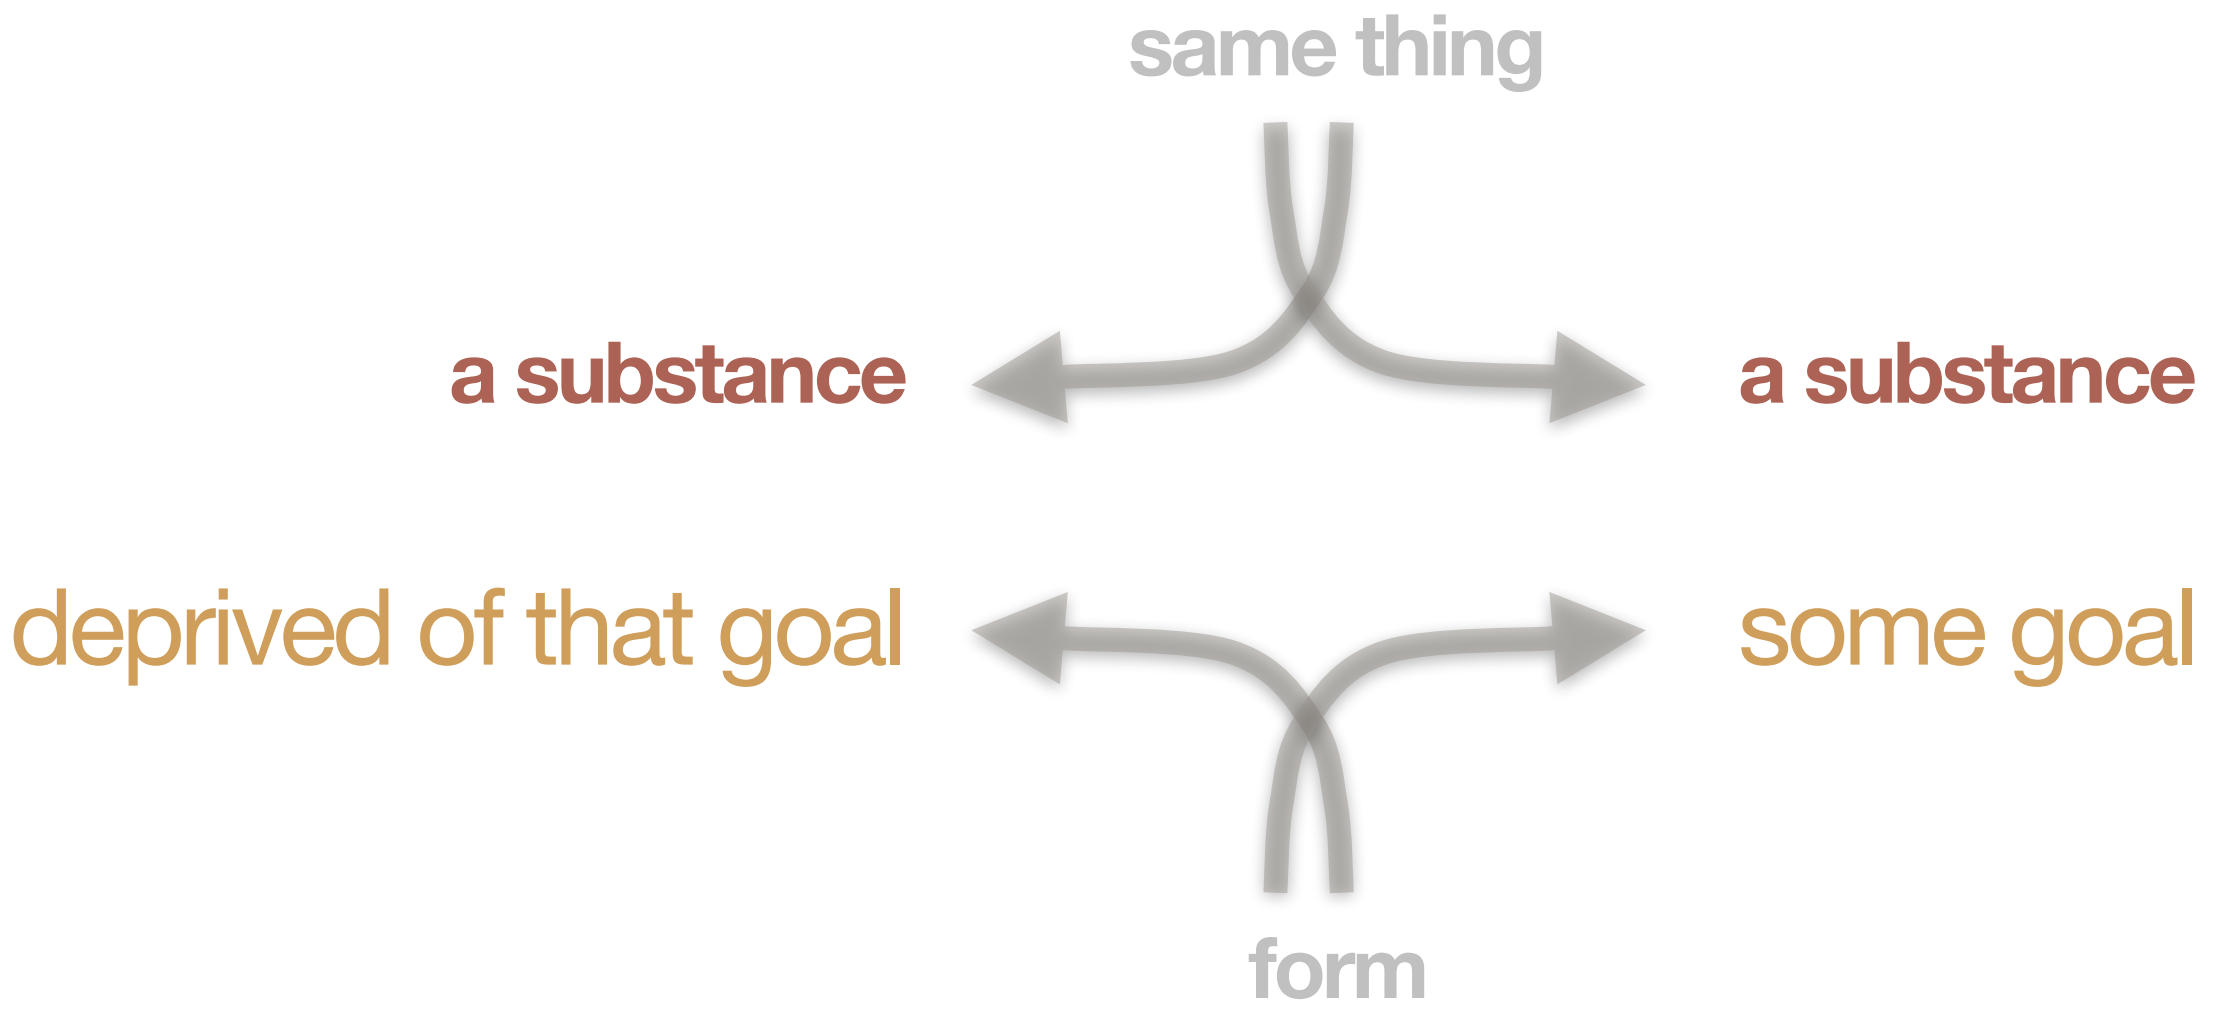 same thing
a substance
a substance
deprived of that goal
some goal
form